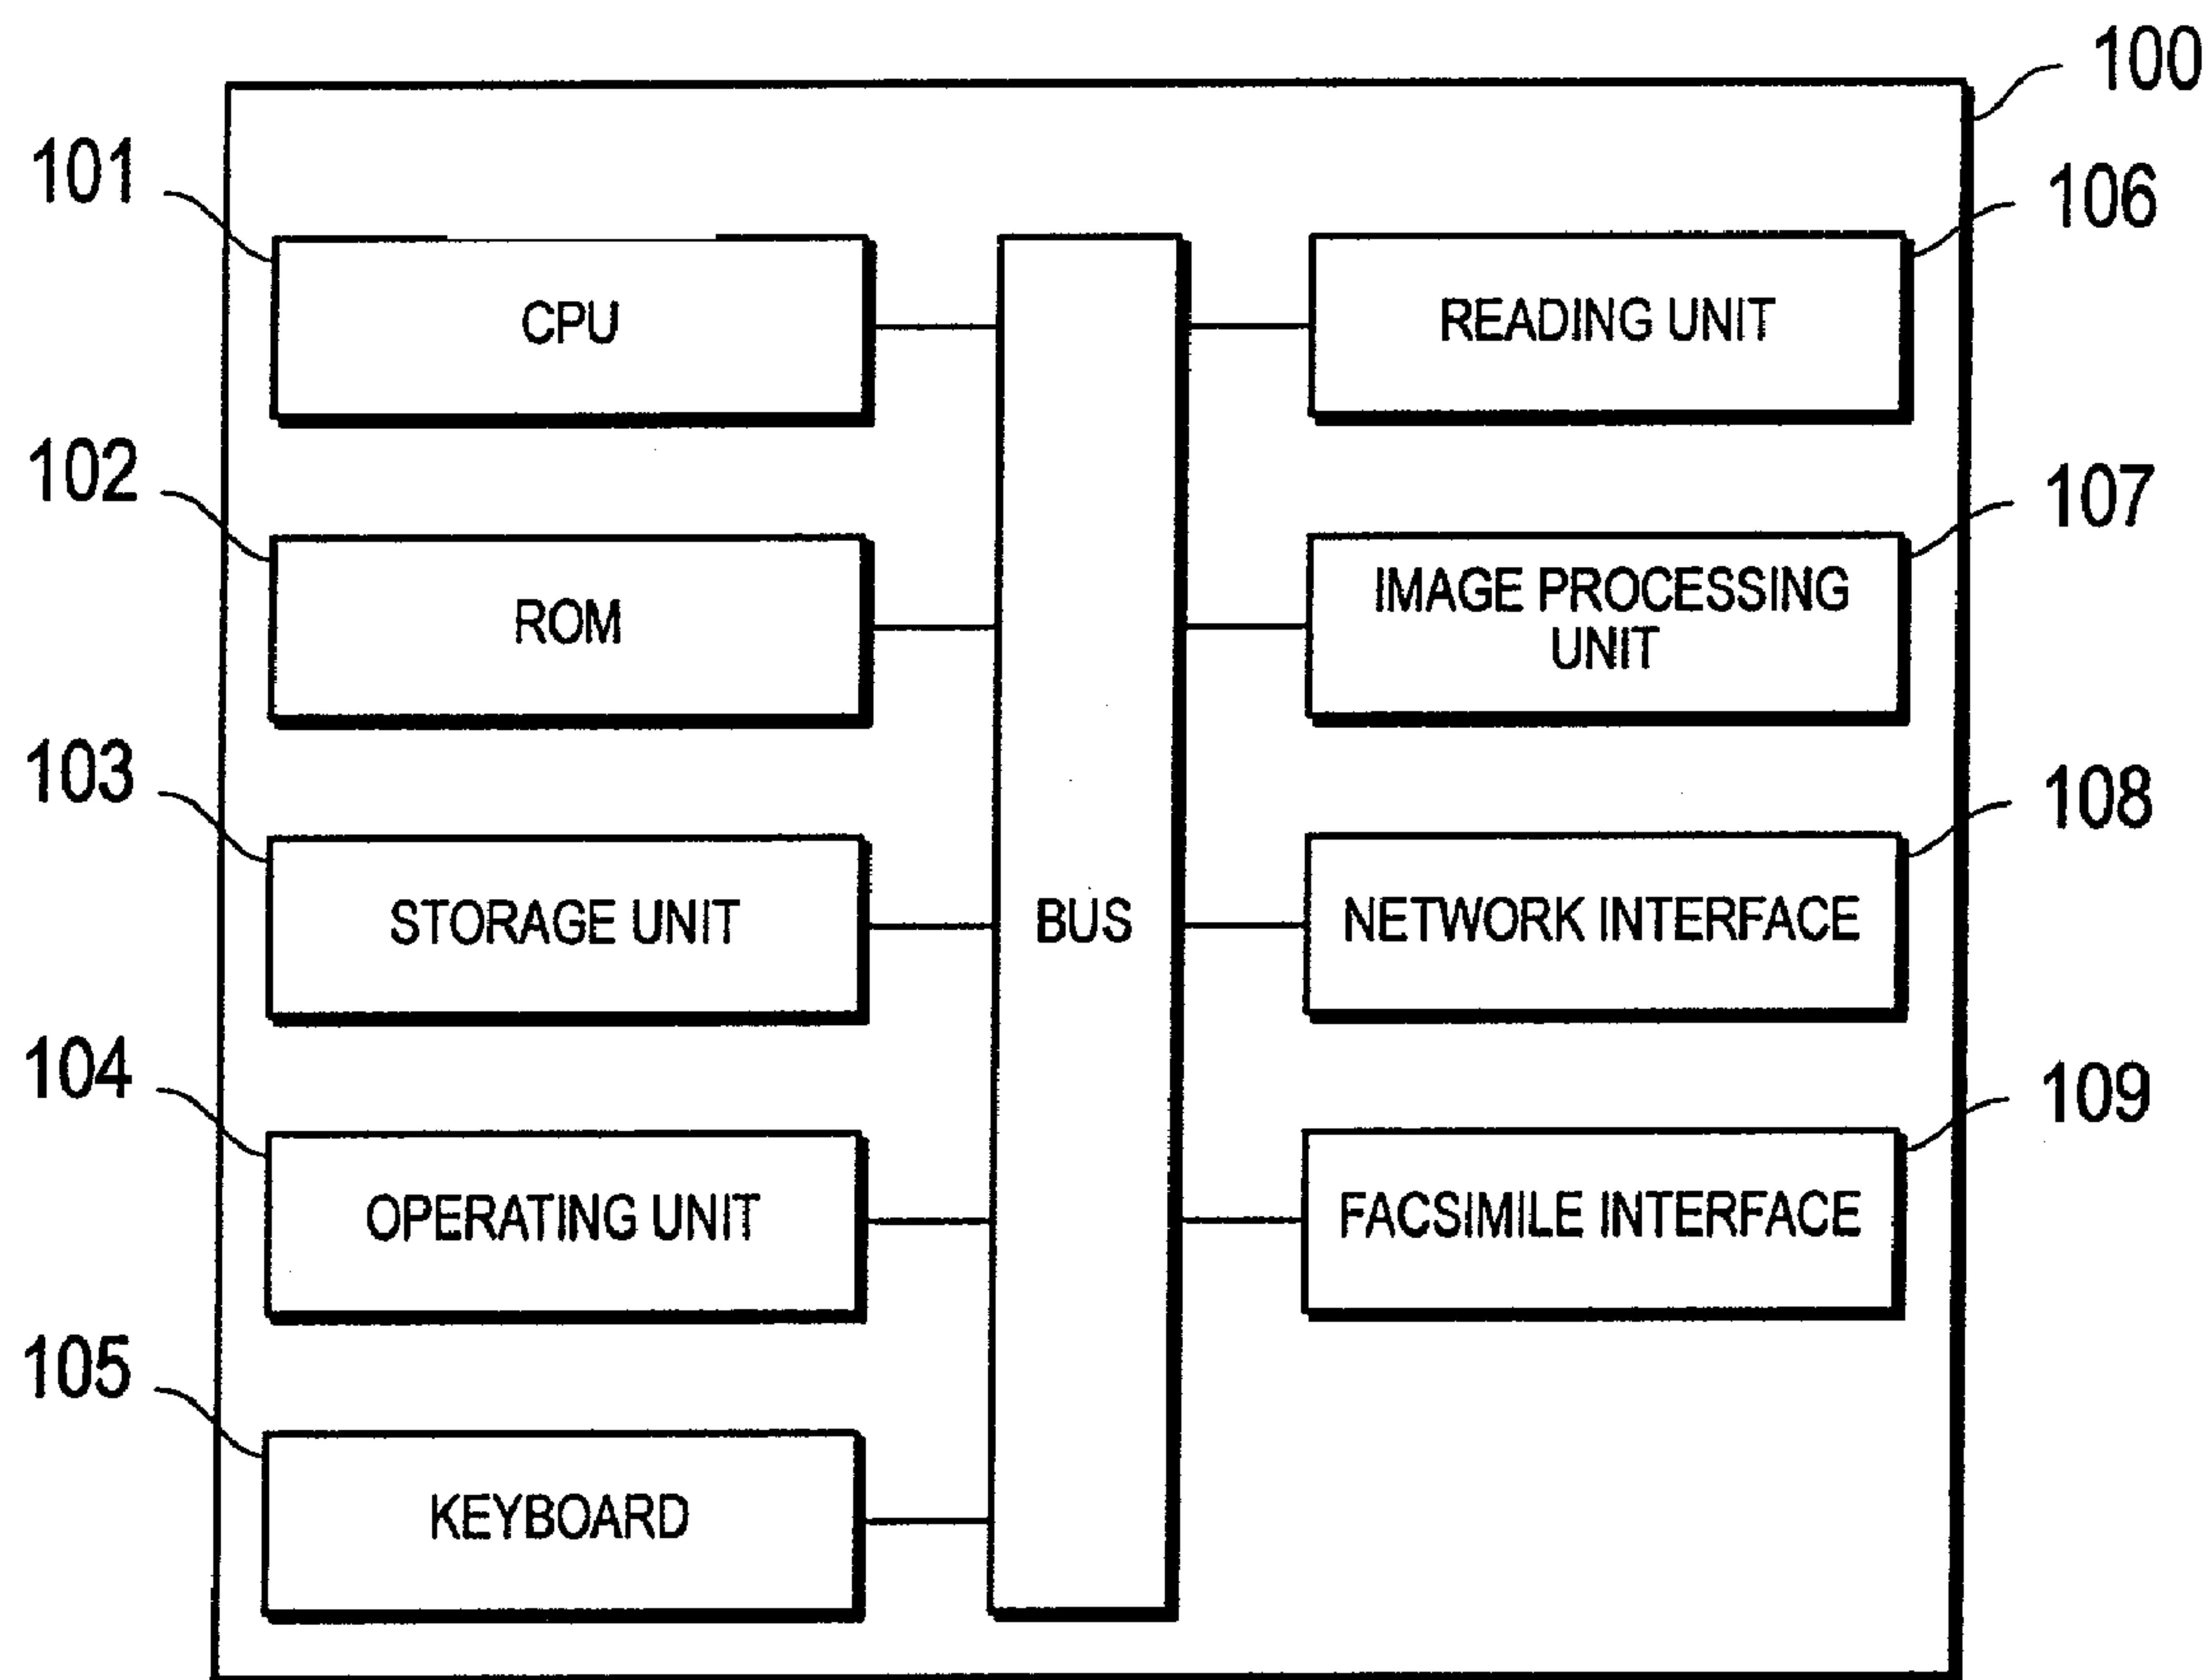 100
101
CPU
102
ROM
103
STORAGE UNIT
104
OPERATING UNIT
105
KEYBOARD
BUS
106
READING UNIT
107
IMAGE PROCESSING
UNIT
108
NETWORK INTERFACE
109
FACSIMILE INTERFACE